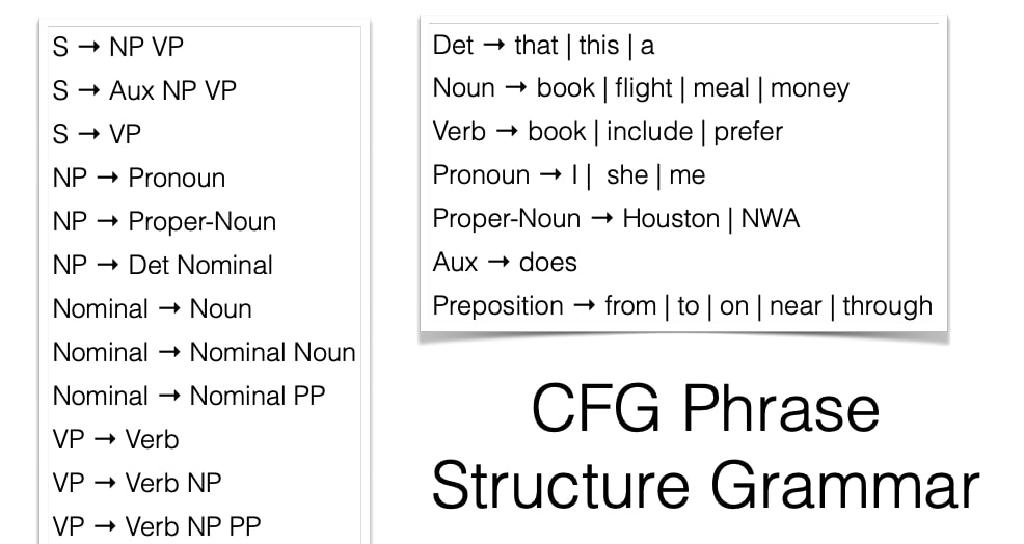 S → NP VP
S → Aux NP VP
S → VP
NP → Pronoun
NP → Proper-Noun
NP → Det Nominal
Nominal → Noun
Nominal → Nominal Noun
Nominal → Nominal PP
VP → Verb
VP → Verb NP
VP → Verb NP PP
Det → that | this | a
Noun → book | flight | meal | money
Verb → book | include | prefer
Pronoun → I | she | me
Proper-Noun → Houston | NWA
Aux → does
Preposition → from | to | on | near | through
CFG Phrase
Structure Grammar